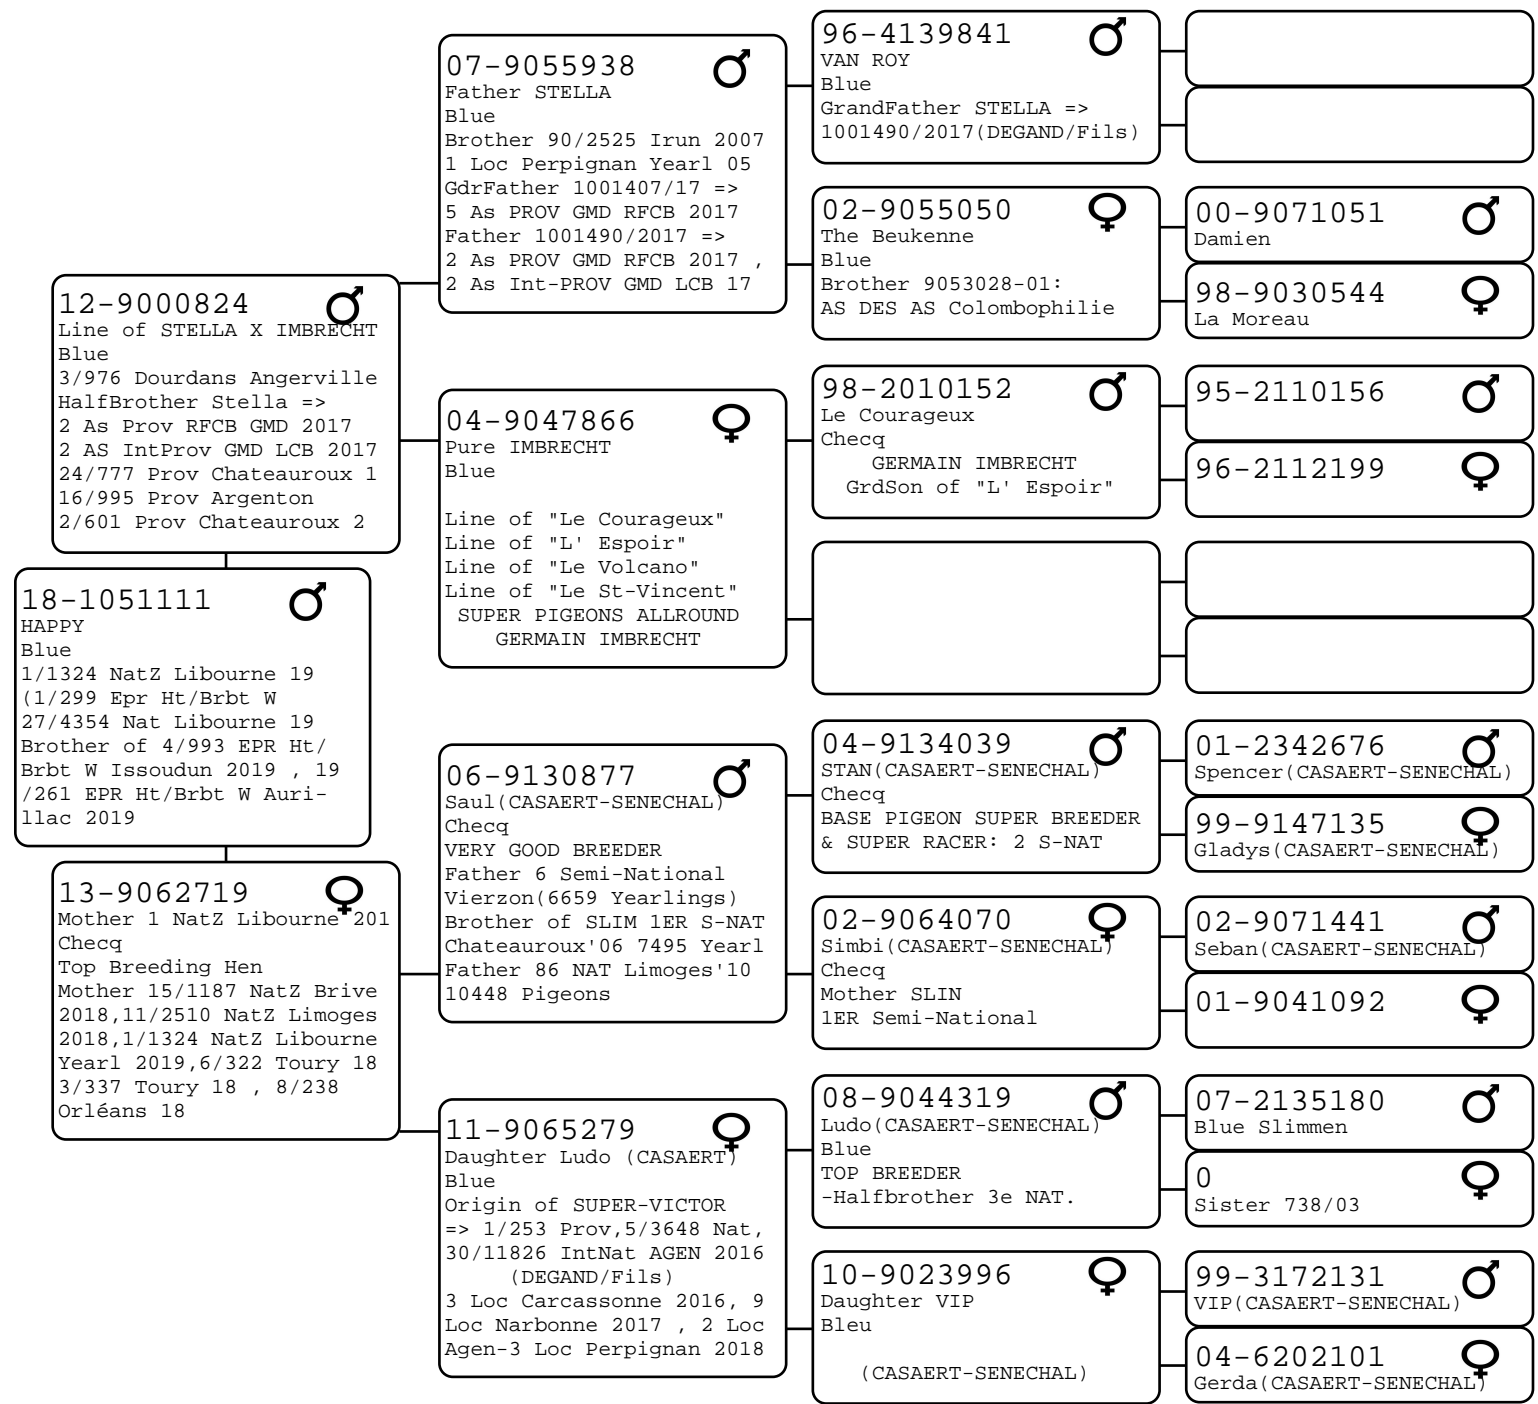 18-1051111
HAPPY
Blue
1/1324 NatZ Libourne 19
(1/299 Epr Ht/Brbt W
27/4354 Nat Libourne 19
Brother of 4/993 EPR Ht/
Brbt W Issoudun 2019 , 19
/261 EPR Ht/Brbt W Auri-
llac 2019
12-9000824
Line of STELLA X IMBRECHT
Blue
3/976 Dourdans Angerville
HalfBrother Stella =>
2 As Prov RFCB GMD 2017
2 AS IntProv GMD LCB 2017
24/777 Prov Chateauroux 1
16/995 Prov Argenton
2/601 Prov Chateauroux 2
13-9062719
Mother 1 NatZ Libourne 201
Checq
Top Breeding Hen
Mother 15/1187 NatZ Brive
2018,11/2510 NatZ Limoges
2018,1/1324 NatZ Libourne
Yearl 2019,6/322 Toury 18
3/337 Toury 18 , 8/238
Orléans 18
07-9055938
Father STELLA
Blue
Brother 90/2525 Irun 2007
1 Loc Perpignan Yearl 05
GdrFather 1001407/17 =>
5 As PROV GMD RFCB 2017
Father 1001490/2017 =>
2 As PROV GMD RFCB 2017 ,
2 As Int-PROV GMD LCB 17
04-9047866
Pure IMBRECHT
Blue
Line of "Le Courageux"
Line of "L' Espoir"
Line of "Le Volcano"
Line of "Le St-Vincent"
SUPER PIGEONS ALLROUND
GERMAIN IMBRECHT
06-9130877
Saul(CASAERT-SENECHAL)
Checq
VERY GOOD BREEDER
Father 6 Semi-National
Vierzon(6659 Yearlings)
Brother of SLIM 1ER S-NAT
Chateauroux'06 7495 Yearl
Father 86 NAT Limoges'10
10448 Pigeons
11-9065279
Daughter Ludo (CASAERT)
Blue
Origin of SUPER-VICTOR
=> 1/253 Prov,5/3648 Nat,
30/11826 IntNat AGEN 2016
(DEGAND/Fils)
3 Loc Carcassonne 2016, 9
Loc Narbonne 2017 , 2 Loc
Agen-3 Loc Perpignan 2018
96-4139841
VAN ROY
Blue
GrandFather STELLA =>
1001490/2017(DEGAND/Fils)
02-9055050
The Beukenne
Blue
Brother 9053028-01:
AS DES AS Colombophilie
98-2010152
Le Courageux
Checq
GERMAIN IMBRECHT
GrdSon of "L' Espoir"
04-9134039
STAN(CASAERT-SENECHAL)
Checq
BASE PIGEON SUPER BREEDER
& SUPER RACER: 2 S-NAT
02-9064070
Simbi(CASAERT-SENECHAL)
Checq
Mother SLIN
1ER Semi-National
08-9044319
Ludo(CASAERT-SENECHAL)
Blue
TOP BREEDER
-Halfbrother 3e NAT.
10-9023996
Daughter VIP
Bleu
(CASAERT-SENECHAL)
00-9071051
Damien
98-9030544
La Moreau
95-2110156
96-2112199
01-2342676
Spencer(CASAERT-SENECHAL)
99-9147135
Gladys(CASAERT-SENECHAL)
02-9071441
Seban(CASAERT-SENECHAL)
01-9041092
07-2135180
Blue Slimmen
0
Sister 738/03
99-3172131
VIP(CASAERT-SENECHAL)
04-6202101
Gerda(CASAERT-SENECHAL)